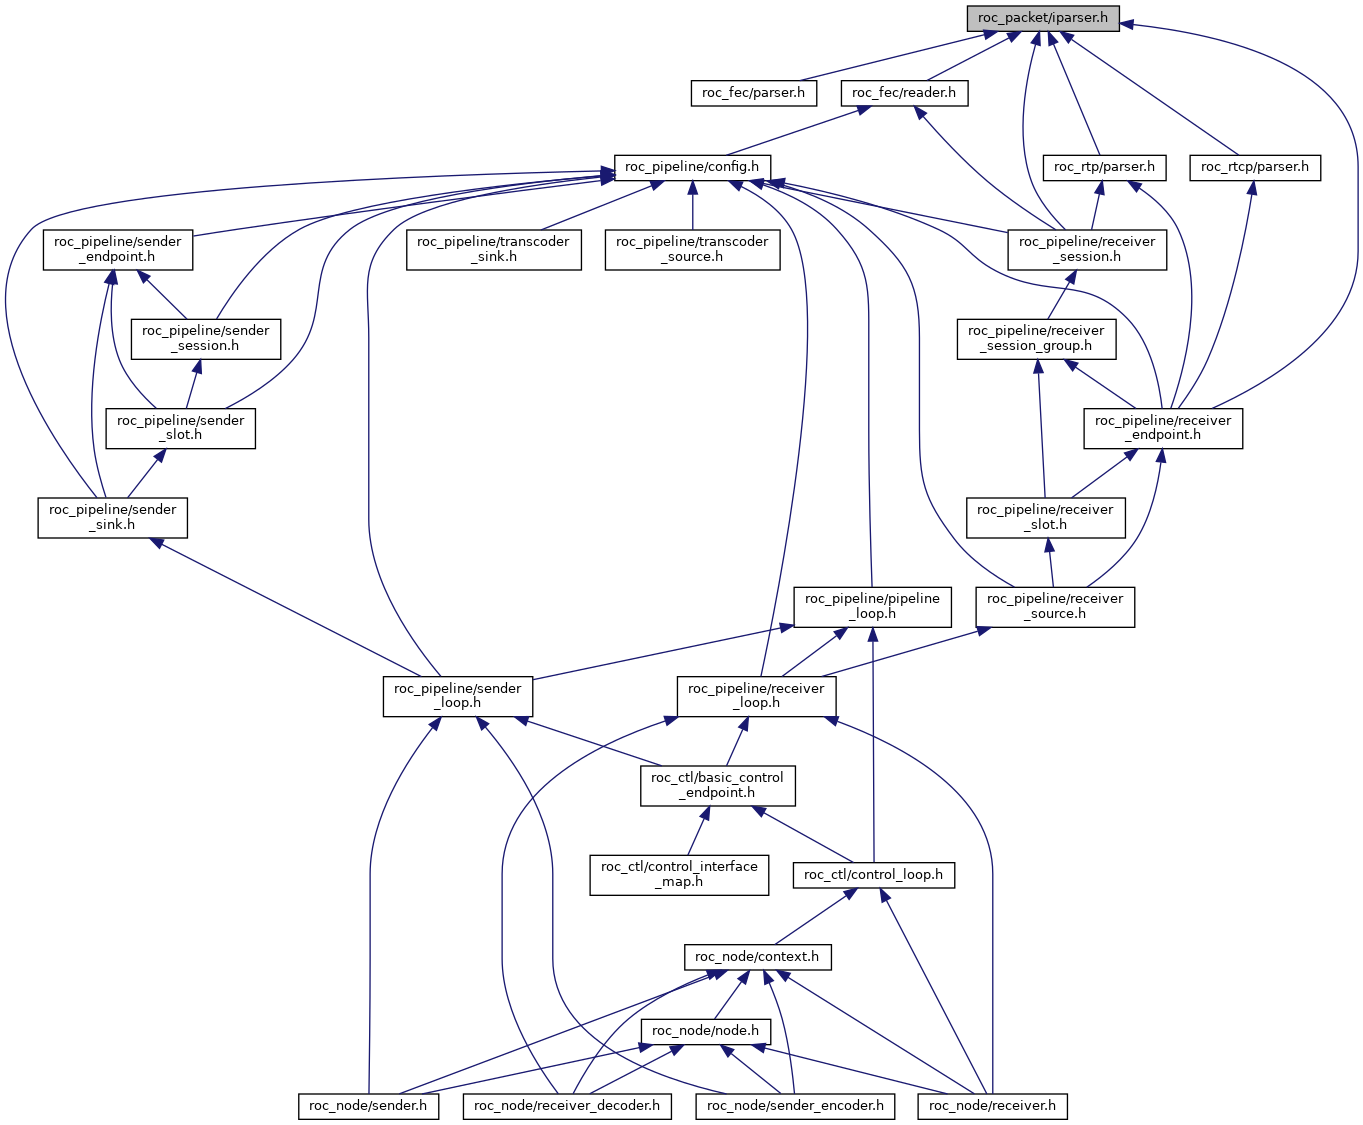 roc_packet/iparser.h
roc_fec/parser.h
roc_fec/reader.h
roc_pipeline/config.h
roc_rtp/parser.h
roc_rtcp/parser.h
roc_pipeline/sender
_endpoint.h
roc_pipeline/transcoder
_sink.h
roc_pipeline/transcoder
_source.h
roc_pipeline/receiver
_session.h
roc_pipeline/sender
_session.h
roc_pipeline/receiver
_session_group.h
roc_pipeline/sender
_slot.h
roc_pipeline/receiver
_endpoint.h
roc_pipeline/sender
_sink.h
roc_pipeline/receiver
_slot.h
roc_pipeline/pipeline
_loop.h
roc_pipeline/receiver
_source.h
roc_pipeline/sender
_loop.h
roc_pipeline/receiver
_loop.h
roc_ctl/basic_control
_endpoint.h
roc_ctl/control_interface
_map.h
roc_ctl/control_loop.h
roc_node/context.h
roc_node/node.h
roc_node/sender.h
roc_node/receiver_decoder.h
roc_node/sender_encoder.h
roc_node/receiver.h